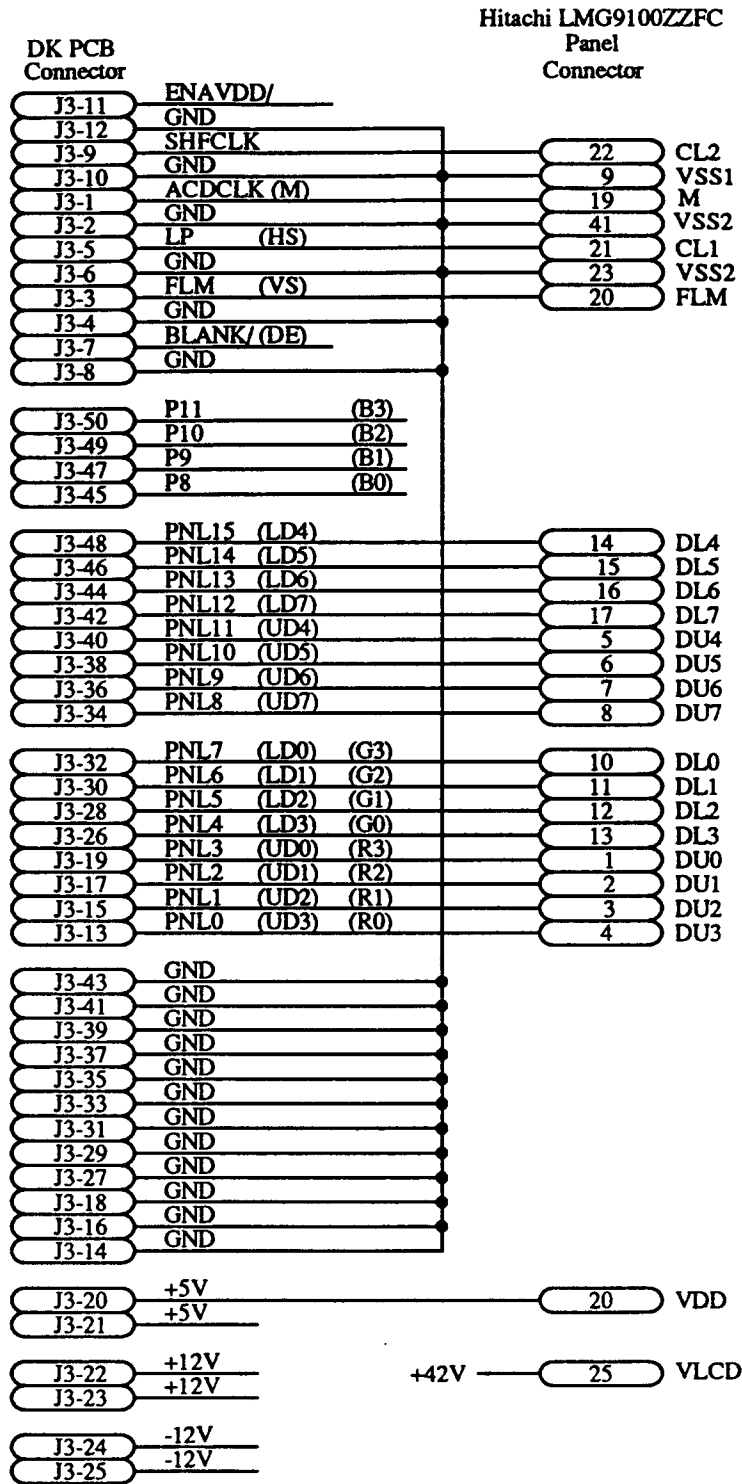 Hitachi LMG9100ZZFC
DK PCB Panel
Connector Connector
J3-11 ENAVDD/
J3-12 GND
J3-9 SHFCLK 22 CL2
J3-10 GND 9 VSS1
J3-1 ACDCLK (M) 19 M
J3-2 GND 41 VSS2
J3-5 LP (HS) 21 CL1
J3-6 GND 23 VSS2
J3-3 FLM (VS) 20 FLM
J3-4 GND
J3-7 BLANK/ (DE)
J3-8 GND
J3-50 P11 (B3)
J3-49 P10 (B2)
J3-47 P9 (B1)
J3-45 P8 (B0)
J3-48 PNL15 (LD4) 14 DL4
J3-46 PNL14 (LD5) 15 DL5
J3-44 PNL13 (LD6) 16 DL6
J3-42 PNL12 (LD7) 17 DL7
J3-40 PNL11 (UD4) 5 DU4
J3-38 PNL10 (UD5) 6 DU5
J3-36 PNL9 (UD6) 7 DU6
J3-34 PNL8 (UD7) 8 DU7
J3-32 PNL7 (LD0) (G3) 10 DL0
J3-30 PNL6 (LD1) (G2) 11 DL1
J3-28 PNL5 (LD2) (G1) 12 DL2
J3-26 PNL4 (LD3) (G0) 13 DL3
J3-19 PNL3 (UD0) (R3) 1 DU0
J3-17 PNL2 (UD1) (R2) 2 DU1
J3-15 PNL1 (UD2) (R1) 3 DU2
J3-13 PNL0 (UD3) (R0) 4 DU3
J3-43 GND
J3-41 GND
J3-39 GND
J3-37 GND
J3-35 GND
J3-33 GND
J3-31 GND
J3-29 GND
J3-27 GND
J3-18 GND
J3-16 GND
J3-14 GND
J3-20 +5V 20 VDD
J3-21 +5V
J3-22 +12V +42V 25 VLCD
J3-23 +12V
J3-24 -12V
J3-25 -12V